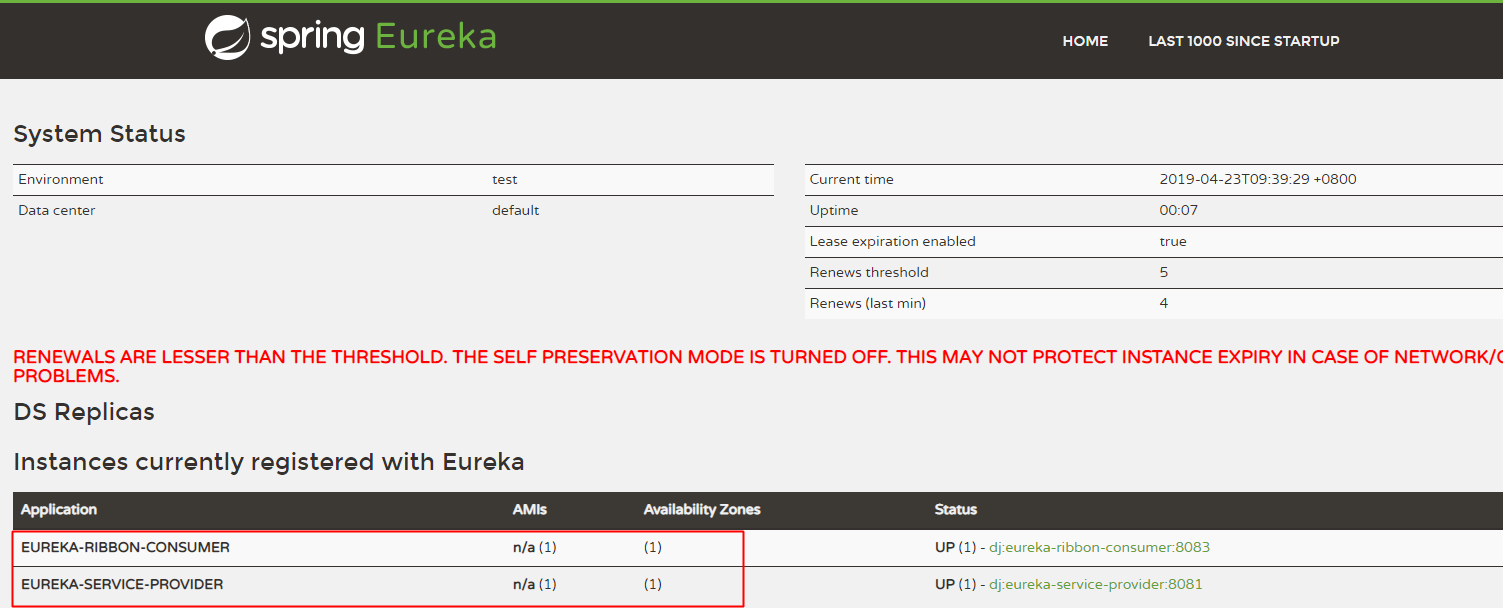 spring Eureka HOME LAST 1000 SINCE STARTUP
System Status
Environment test
Data center default
Current time 2019-04-23T09:39:29 +0800
Uptime 00:07
Lease expiration enabled true
Renews threshold 5
Renews (last min) 4
RENEWALS ARE LESSER THAN THE THRESHOLD. THE SELF PRESERVATION MODE IS TURNED OFF. THIS MAY NOT PROTECT INSTANCE EXPIRY IN CASE OF NETWORK/
PROBLEMS.
DS Replicas
Instances currently registered with Eureka
Application AMIs Availability Zones Status
EUREKA-RIBBON-CONSUMER n/a (1) (1) UP (1) - dj:eureka-ribbon-consumer:8083
EUREKA-SERVICE-PROVIDER n/a (1) (1) UP (1) - dj:eureka-service-provider:8081